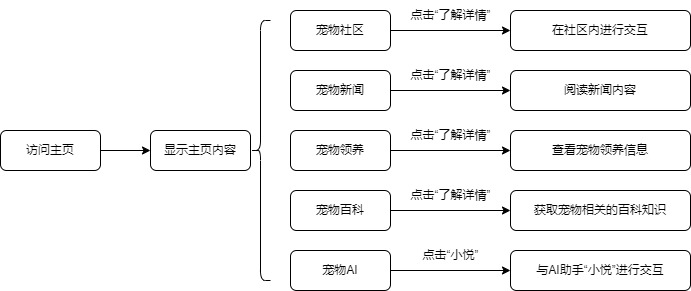 访问主页
显示主页内容
宠物社区
点击“了解详情”
在社区内进行交互
宠物新闻
点击“了解详情”
阅读新闻内容
宠物领养
点击“了解详情”
查看宠物领养信息
宠物百科
点击“了解详情”
获取宠物相关的百科知识
宠物AI
点击“小悦”
与AI助手“小悦”进行交互